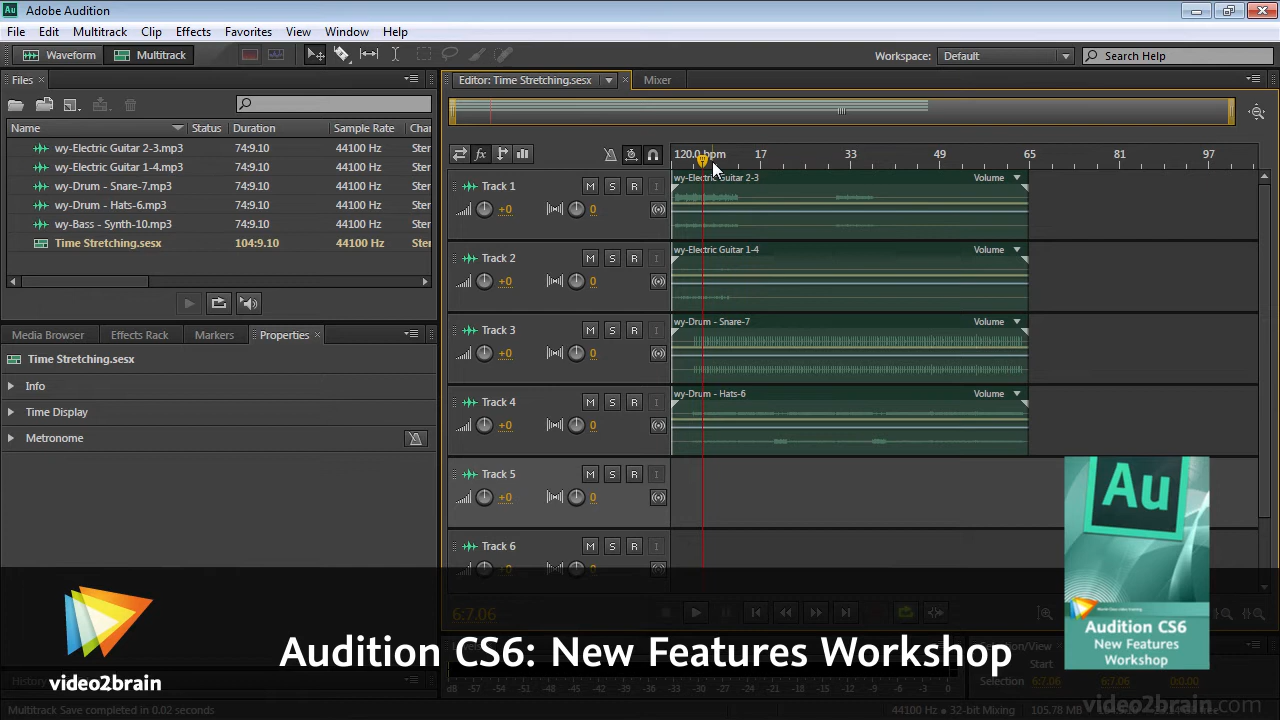 Adobe Audition
File Edit Multitrack Clip Effects Favorites View Window Help
Waveform Multitrack Workspace: Default Search Help
Files × Editor: Time Stretching.sesx × Mixer
Name Status Duration Sample Rate Char
wy-Electric Guitar 2-3.mp3 74:9.10 44100 Hz Ster
wy-Electric Guitar 1-4.mp3 74:9.10 44100 Hz Ster
wy-Drum - Snare-7.mp3 74:9.10 44100 Hz Ster
wy-Drum - Hats-6.mp3 74:9.10 44100 Hz Ster
wy-Bass - Synth-10.mp3 74:9.10 44100 Hz Ster
Time Stretching.sesx 104:9.10 44100 Hz Ster
Media Browser Effects Rack Markers Properties ×
Time Stretching.sesx
Info
Time Display
Metronome
fx 120.0 bpm 17 33 49 65 81 97
Track 1 M S R I
+0 0
wy-Electric Guitar 2-3 Volume
Track 2 M S R I
+0 0
wy-Electric Guitar 1-4 Volume
Track 3 M S R I
+0 0
wy-Drum - Snare-7 Volume
Track 4 M S R I
+0 0
wy-Drum - Hats-6 Volume
Track 5 M S R I
+0 0
Track 6 M S R I
+0 0
6:7.06
Au
Audition CS6
New Features
Workshop
Audition CS6: New Features Workshop
video2brain
Levels
Selection/View
Start
Selection 6:7.06 6:7.06 0:0.00
dB -57 -54 -51 -48 -45 -42 -39 -36 -33 -30 -27 -24 -21 -18 -15 -12 -9 -6 -3 0
History
Multitrack Save completed in 0.02 seconds
44100 Hz ● 32-bit Mixing 105.78 MB
video2brain.com